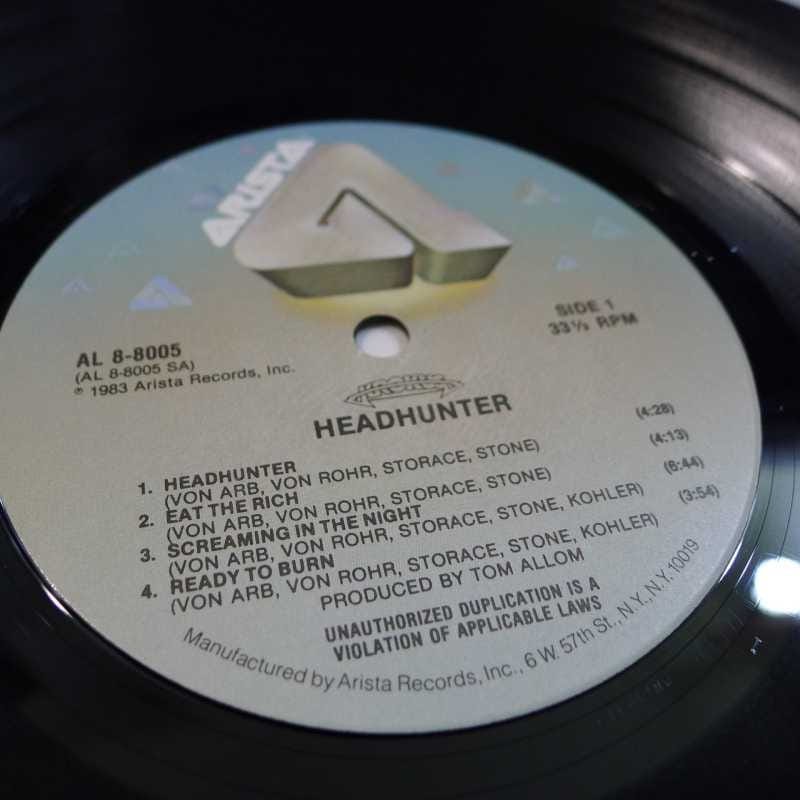 ARISTA
SIDE 1
33⅓ RPM
AL 8-8005
(AL 8-8005 SA)
℗ 1983 Arista Records, Inc.
HEADHUNTER
1. HEADHUNTER (4:28)
(VON ARB, VON ROHR, STORACE, STONE)
2. EAT THE RICH (4:13)
(VON ARB, VON ROHR, STORACE, STONE)
3. SCREAMING IN THE NIGHT (6:44)
(VON ARB, VON ROHR, STORACE, STONE, KOHLER)
4. READY TO BURN (3:54)
(VON ARB, VON ROHR, STORACE, STONE, KOHLER)
PRODUCED BY TOM ALLOM
UNAUTHORIZED DUPLICATION IS A
VIOLATION OF APPLICABLE LAWS
Manufactured by Arista Records, Inc., 6 W. 57th St., N.Y., N.Y. 10019